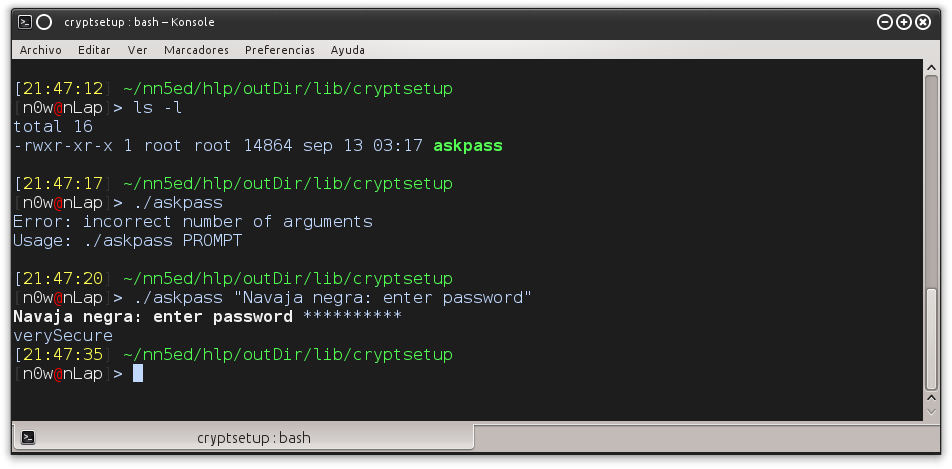 cryptsetup : bash – Konsole
Archivo Editar Ver Marcadores Preferencias Ayuda
[21:47:12] ~/nn5ed/hlp/outDir/lib/cryptsetup
[n0w@nLap]> ls -l
total 16
-rwxr-xr-x 1 root root 14864 sep 13 03:17 askpass
[21:47:17] ~/nn5ed/hlp/outDir/lib/cryptsetup
[n0w@nLap]> ./askpass
Error: incorrect number of arguments
Usage: ./askpass PROMPT
[21:47:20] ~/nn5ed/hlp/outDir/lib/cryptsetup
[n0w@nLap]> ./askpass "Navaja negra: enter password"
Navaja negra: enter password **********
verySecure
[21:47:35] ~/nn5ed/hlp/outDir/lib/cryptsetup
[n0w@nLap]>
cryptsetup : bash